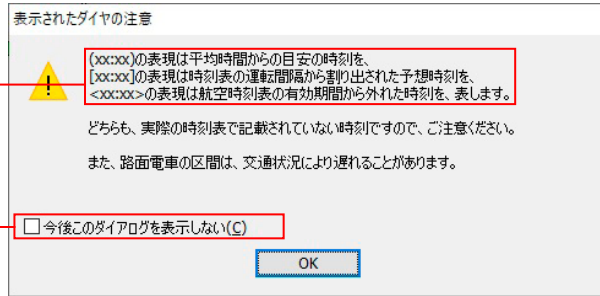 表示されたダイヤの注意
(xx:xx)の表現は平均時間からの目安の時刻を、
[xx:xx]の表現は時刻表の運転間隔から割り出された予想時刻を、
<xx:xx>の表現は航空時刻表の有効期間から外れた時刻を、表します。
どちらも、実際の時刻表で記載されていない時刻ですので、ご注意ください。
また、路面電車の区間は、交通状況により遅れることがあります。
今後このダイアログを表示しない(C)
OK